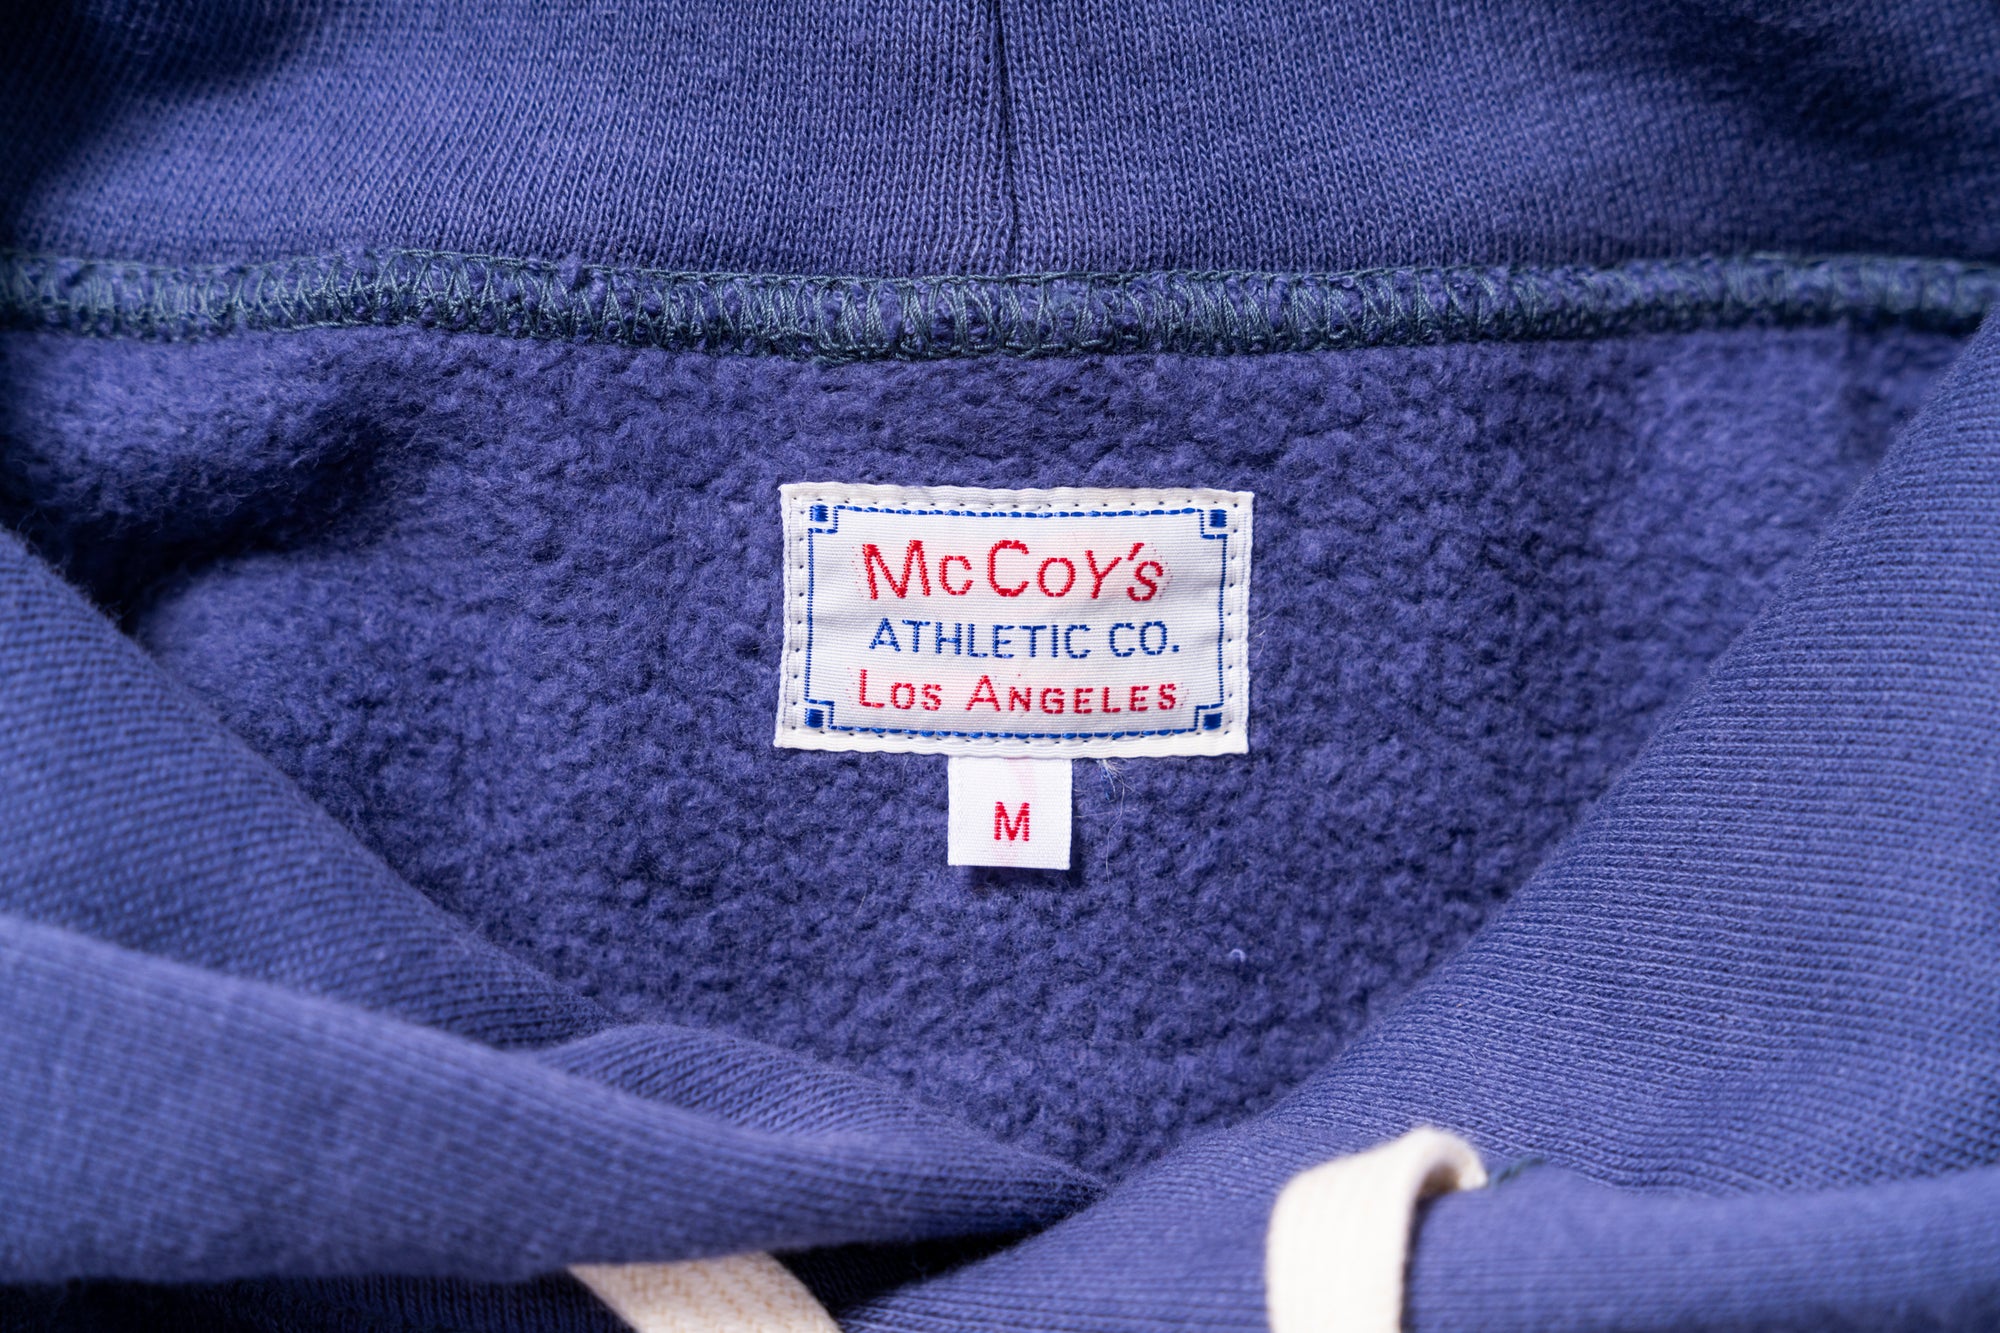 McCoy's
ATHLETIC CO.
Los Angeles
M